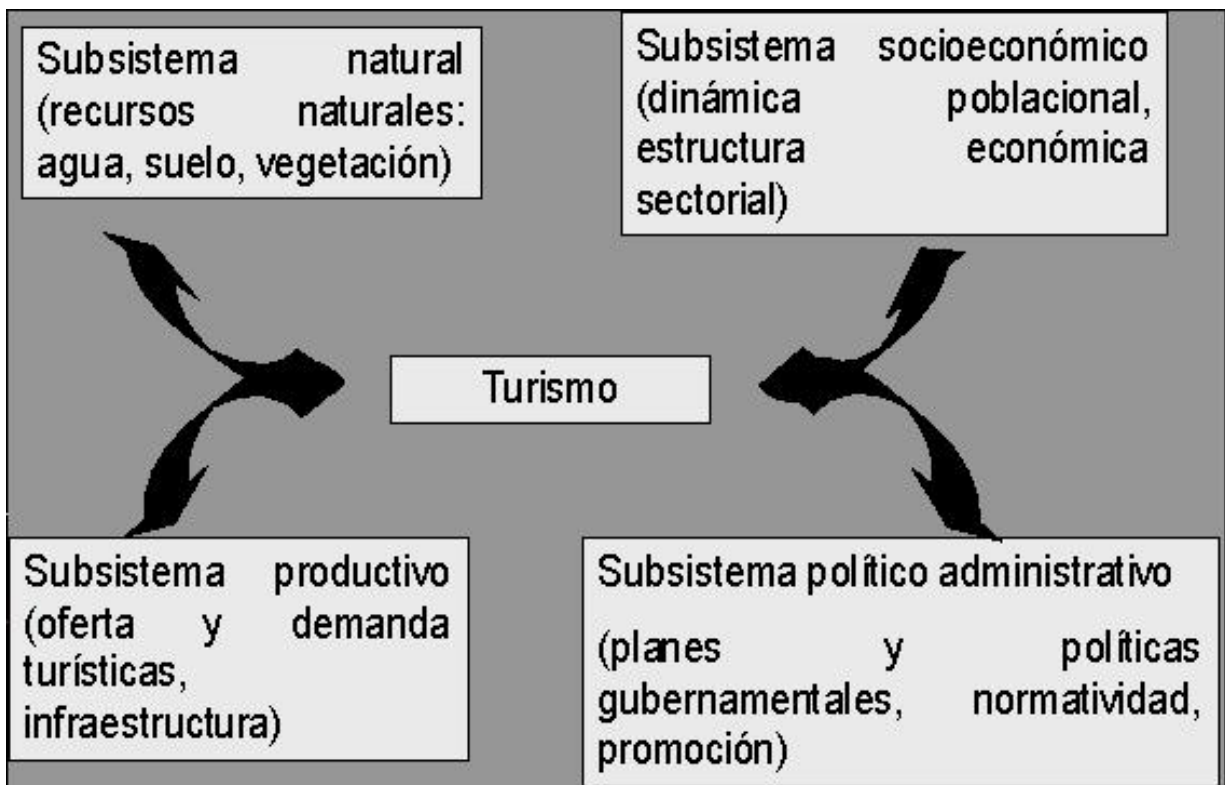 Subsistema natural
(recursos naturales:
agua, suelo, vegetación)
Subsistema socioeconómico
(dinámica poblacional,
estructura económica
sectorial)
Turismo
Subsistema productivo
(oferta y demanda
turísticas,
infraestructura)
Subsistema político administrativo
(planes y políticas
gubernamentales, normatividad,
promoción)